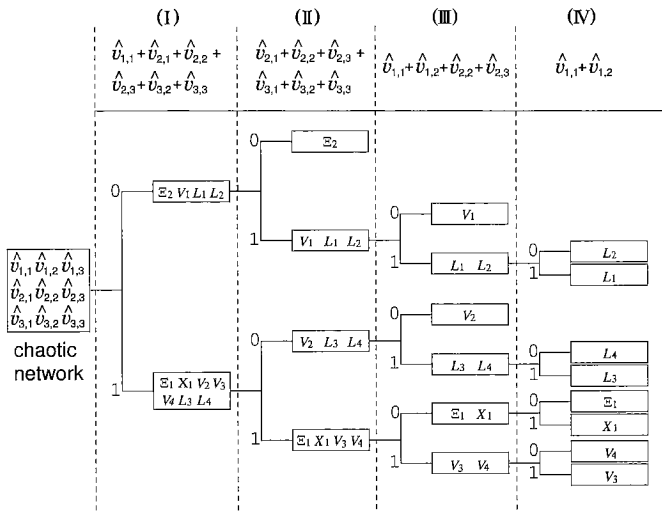 (Ⅰ) (Ⅱ) (Ⅲ) (Ⅳ)
v̂1,1+v̂2,1+v̂2,2+
v̂2,3+v̂3,2+v̂3,3
v̂2,1+v̂2,2+v̂2,3+
v̂3,1+v̂3,2+v̂3,3
v̂1,1+v̂1,2+v̂2,2+v̂2,3
v̂1,1+v̂1,2
0 Ξ2
0 Ξ2 V1 L1 L2
0 V1
1 V1 L1 L2
0 L2
1 L1 L2
1 L1
v̂1,1 v̂1,2 v̂1,3
v̂2,1 v̂2,2 v̂2,3
v̂3,1 v̂3,2 v̂3,3
chaotic
network
0 V2
0 V2 L3 L4
0 L4
1 L3 L4
1 L3
1 Ξ1 X1 V2 V3
V4 L3 L4
0 Ξ1
0 Ξ1 X1
1 X1
1 Ξ1 X1 V3 V4
0 V4
1 V3 V4
1 V3